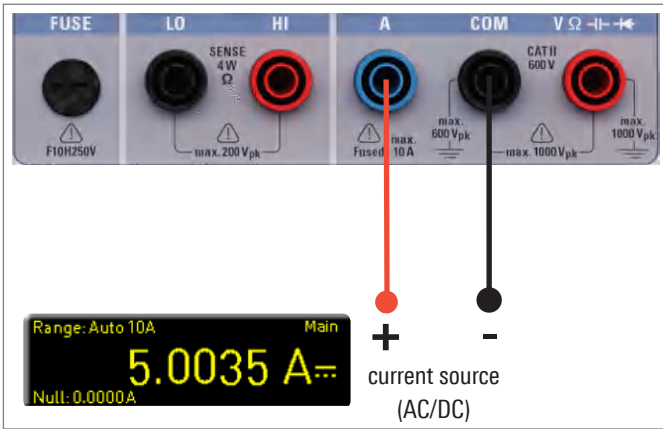 FUSE LO HI A COM V Ω ⊣⊢ ⯈⊢
SENSE
4W
Ω
CAT II
600 V
F10H250V
max. 200 Vpk
max.
Fused 10 A
max.
600 Vpk
max. 1000 Vpk
max.
1000 Vpk
Range: Auto 10A Main
5.0035 A⎓
Null: 0.0000A
+ -
current source
(AC/DC)